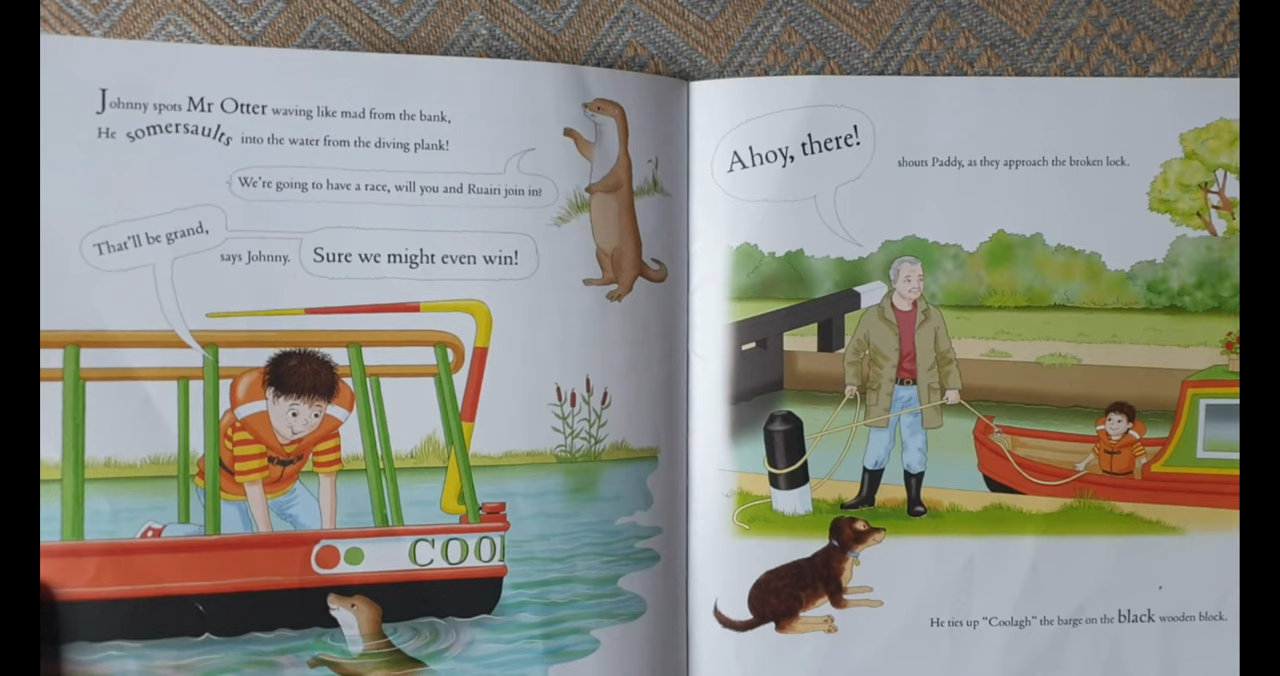 Johnny spots Mr Otter waving like mad from the bank,
He somersaults into the water from the diving plank!
We're going to have a race, will you and Ruairi join in?
That'll be grand,
says Johnny.
Sure we might even win!
COOl
Ahoy, there!
shouts Paddy, as they approach the broken lock.
He ties up "Coolagh" the barge on the black wooden block.